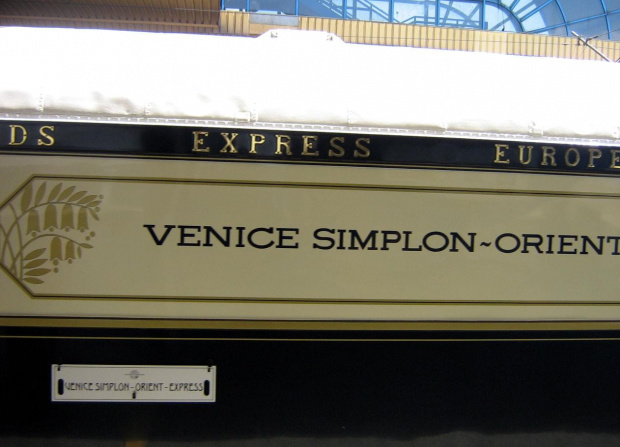 DS EXPRESS EUROPE
VENICE SIMPLON~ORIENT
VENICE SIMPLON-ORIENT-EXPRESS